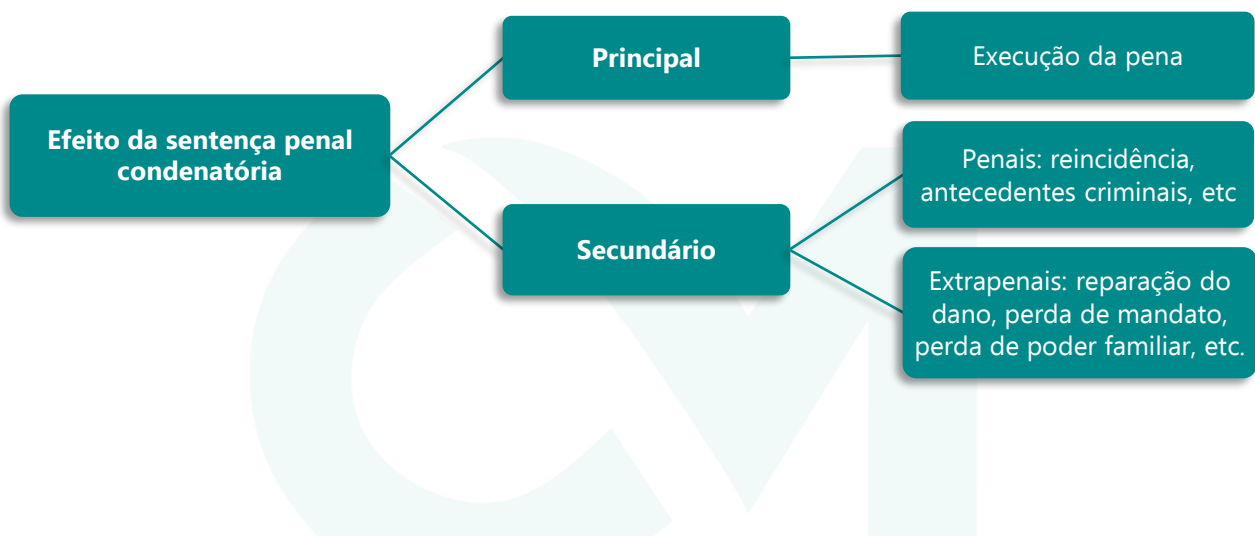 Efeito da sentença penal
condenatória
Principal
Execução da pena
Secundário
Penais: reincidência,
antecedentes criminais, etc
Extrapenais: reparação do
dano, perda de mandato,
perda de poder familiar, etc.